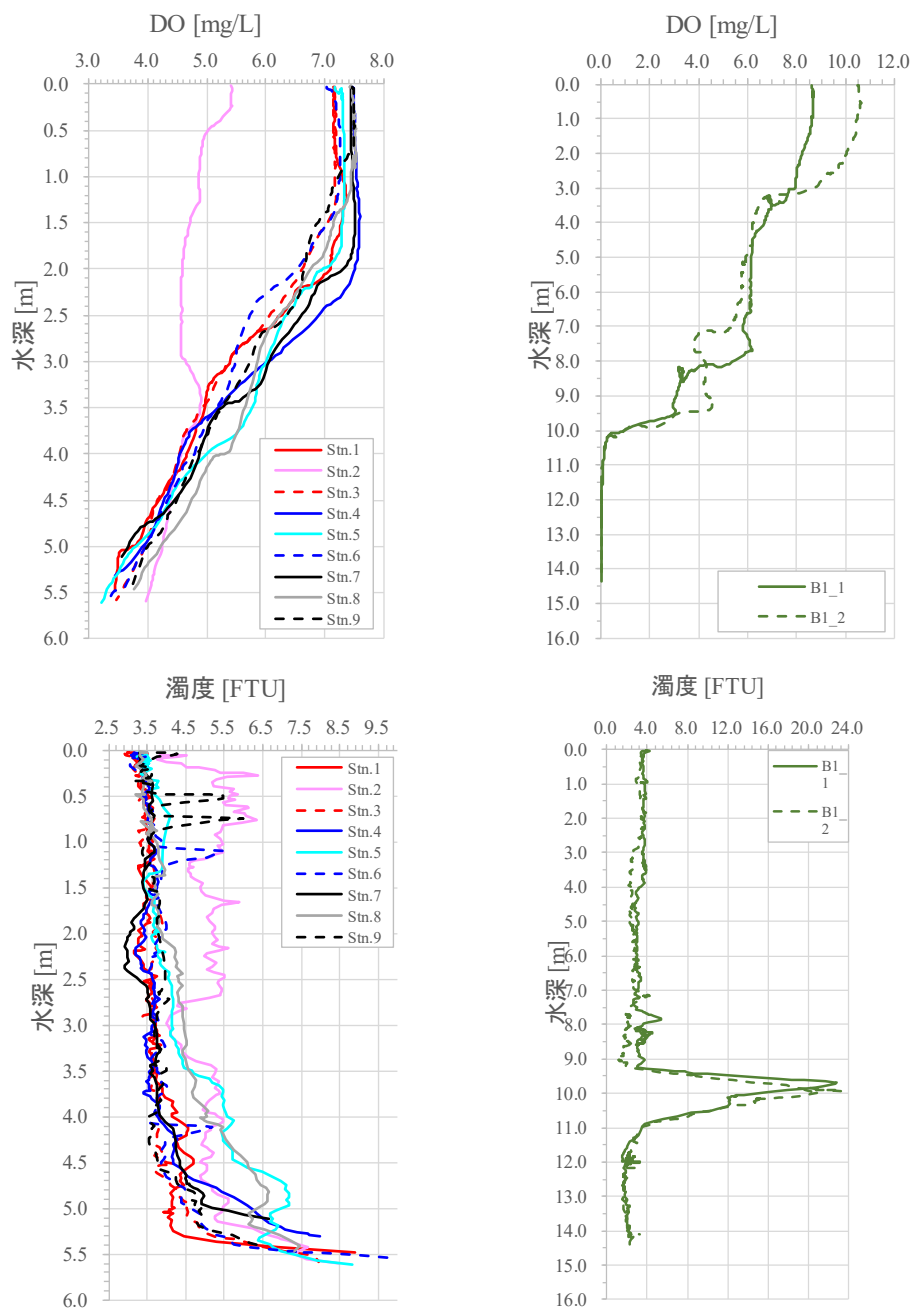 DO [mg/L]
3.0 4.0 5.0 6.0 7.0 8.0
0.0
0.5
1.0
1.5
2.0
2.5
3.0
3.5
4.0
4.5
5.0
5.5
6.0
水深 [m]
Stn.1
Stn.2
Stn.3
Stn.4
Stn.5
Stn.6
Stn.7
Stn.8
Stn.9
DO [mg/L]
0.0 2.0 4.0 6.0 8.0 10.0 12.0
0.0
1.0
2.0
3.0
4.0
5.0
6.0
7.0
8.0
9.0
10.0
11.0
12.0
13.0
14.0
15.0
16.0
水深 [m]
B1_1
B1_2
濁度 [FTU]
2.5 3.5 4.5 5.5 6.5 7.5 8.5 9.5
0.0
0.5
1.0
1.5
2.0
2.5
3.0
3.5
4.0
4.5
5.0
5.5
6.0
水深 [m]
Stn.1
Stn.2
Stn.3
Stn.4
Stn.5
Stn.6
Stn.7
Stn.8
Stn.9
濁度 [FTU]
0.0 4.0 8.0 12.0 16.0 20.0 24.0
0.0
1.0
2.0
3.0
4.0
5.0
6.0
7.0
8.0
9.0
10.0
11.0
12.0
13.0
14.0
15.0
16.0
水深 [m]
B1_
1
B1_
2